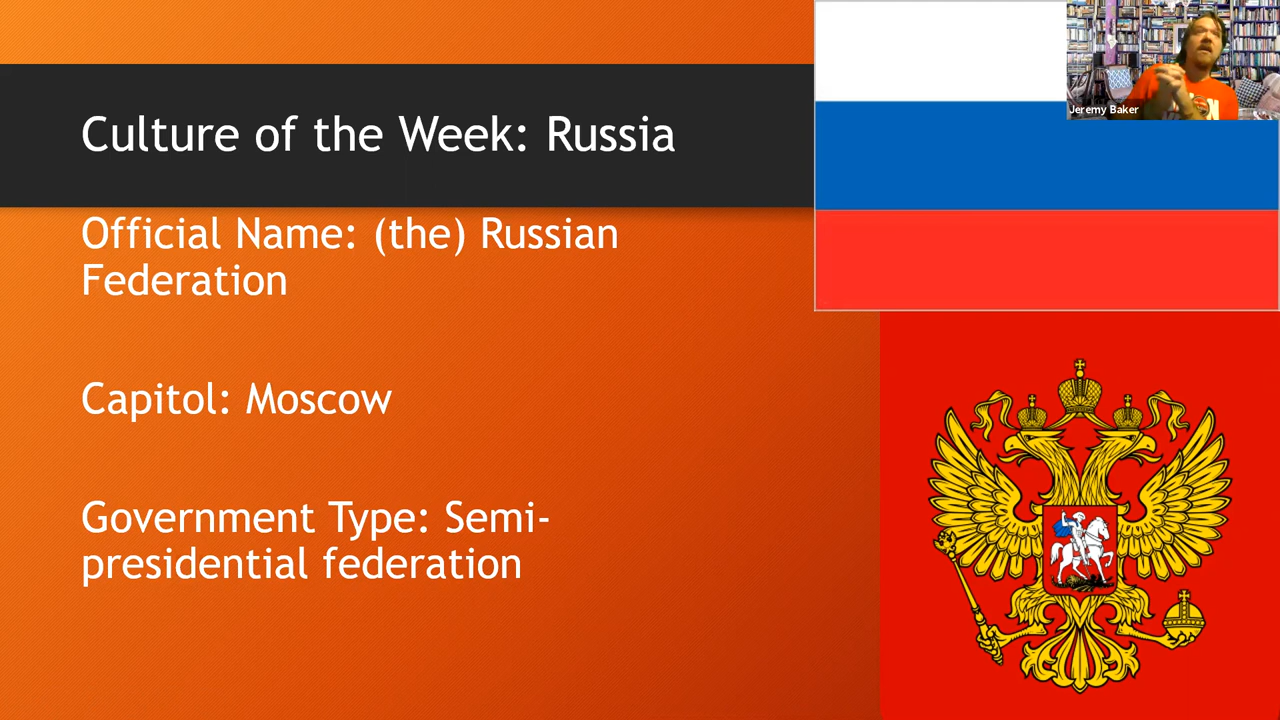 Culture of the Week: Russia
Jeremy Baker
Official Name: (the) Russian
Federation
Capitol: Moscow
Government Type: Semi-
presidential federation